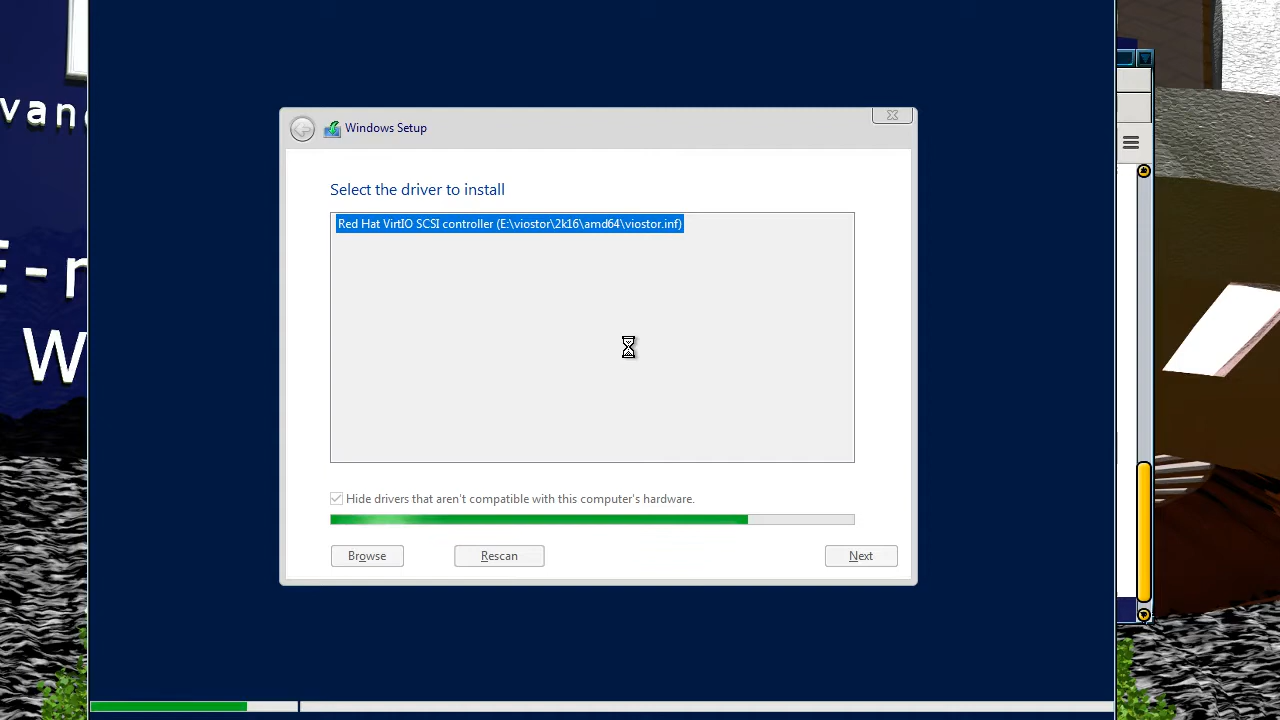 Windows Setup
Select the driver to install
Red Hat VirtIO SCSI controller (E:\viostor\2k16\amd64\viostor.inf)
Hide drivers that aren't compatible with this computer's hardware.
Browse
Rescan
Next
van
E-
W